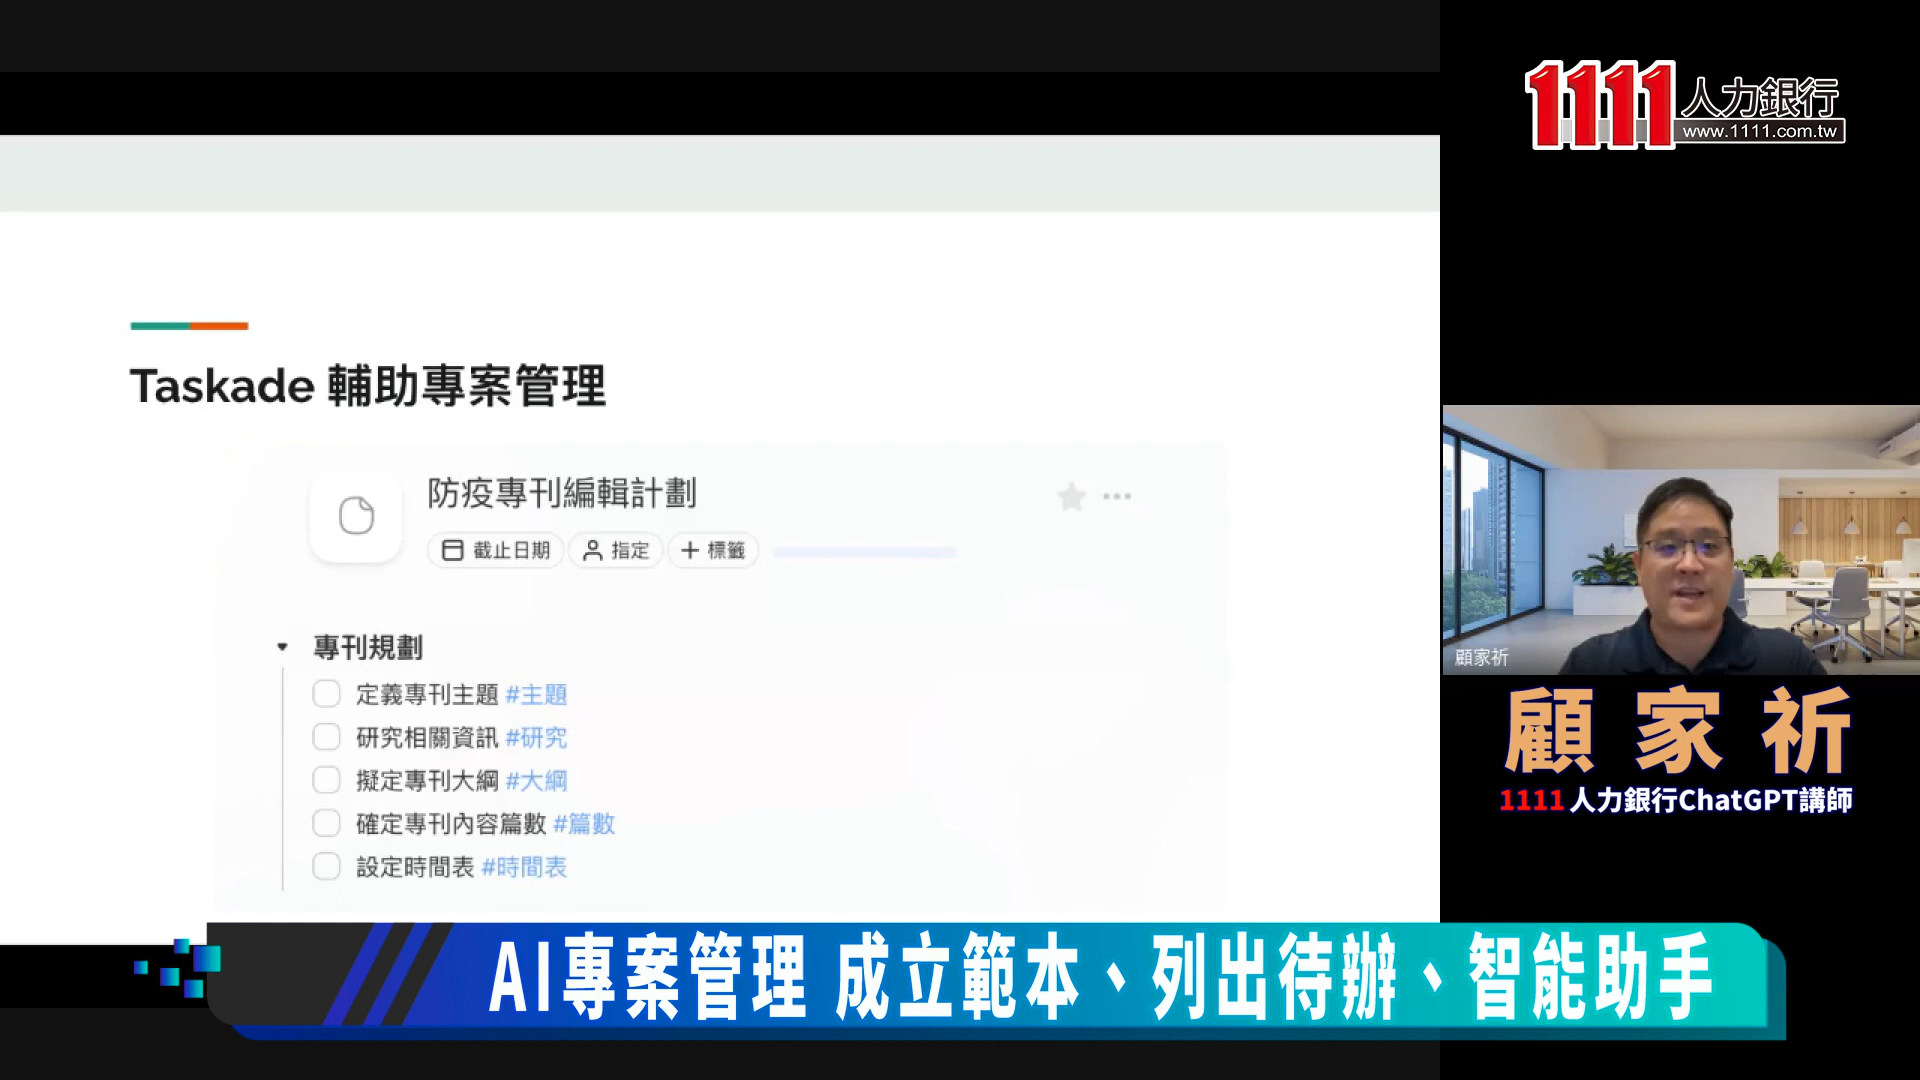 Taskade 輔助專案管理
防疫專刊編輯計劃
截止日期 指定 + 標籤
專刊規劃
定義專刊主題 #主題
研究相關資訊 #研究
擬定專刊大綱 #大綱
確定專刊內容篇數 #篇數
設定時間表 #時間表
1111人力銀行
www.1111.com.tw
顧家祈
顧家祈
1111人力銀行ChatGPT講師
AI專案管理 成立範本、列出待辦、智能助手